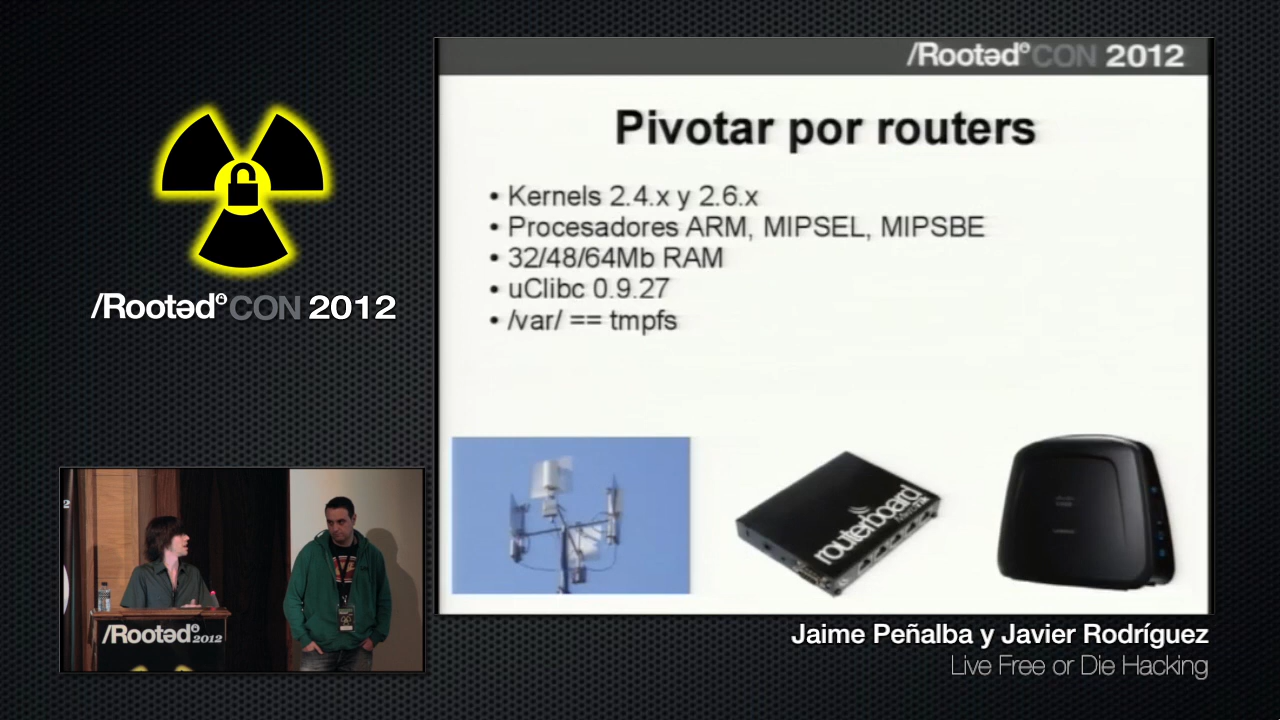 /Rootəd CON 2012
/Rootəd CON 2012
Pivotar por routers
• Kernels 2.4.x y 2.6.x
• Procesadores ARM, MIPSEL, MIPSBE
• 32/48/64Mb RAM
• uClibc 0.9.27
• /var/ == tmpfs
routerboard
/Rootəd 2012
Jaime Peñalba y Javier Rodríguez
Live Free or Die Hacking